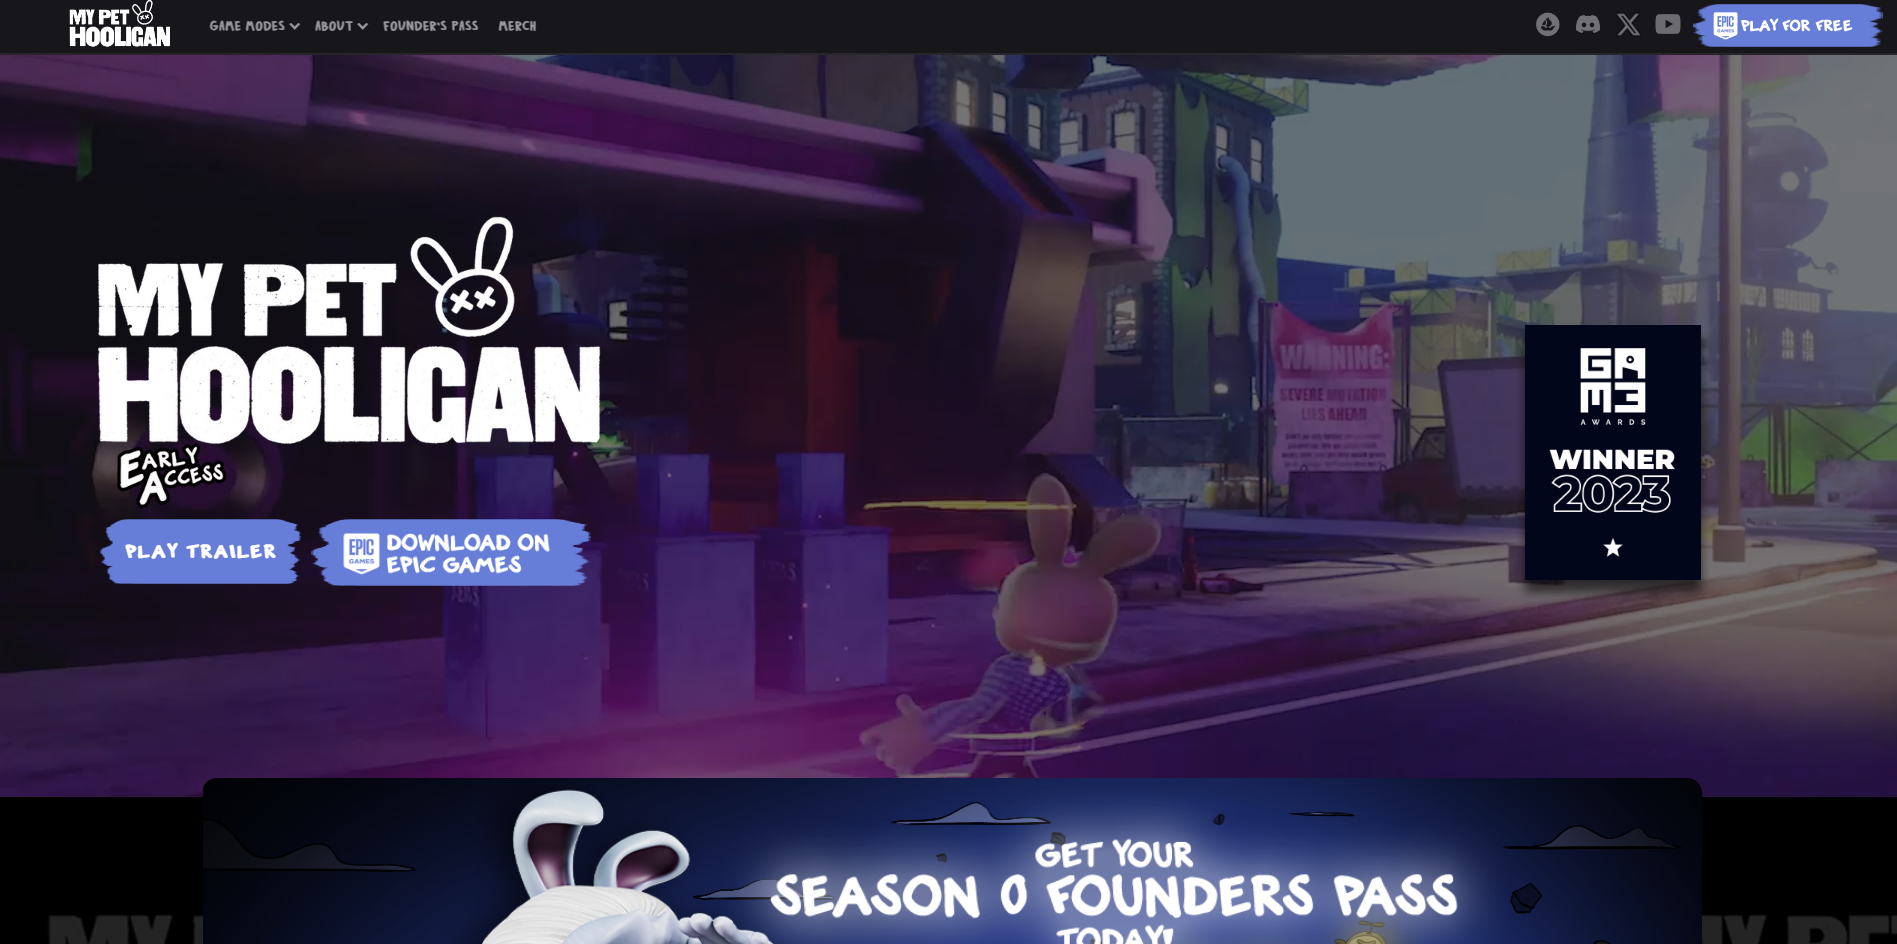 MY PET
HOOLIGAN
GAME MODES
ABOUT
FOUNDER'S PASS
MERCH
EPIC
GAMES
PLAY FOR FREE
MY PET
HOOLIGAN
EARLY
ACCESS
PLAY TRAILER
EPIC
GAMES
DOWNLOAD ON
EPIC GAMES
WARNING:
SEVERE MUTATION
LIES AHEAD
GAM3
AWARDS
WINNER
2023
GET YOUR
SEASON 0 FOUNDERS PASS
TODAY!
MY PE